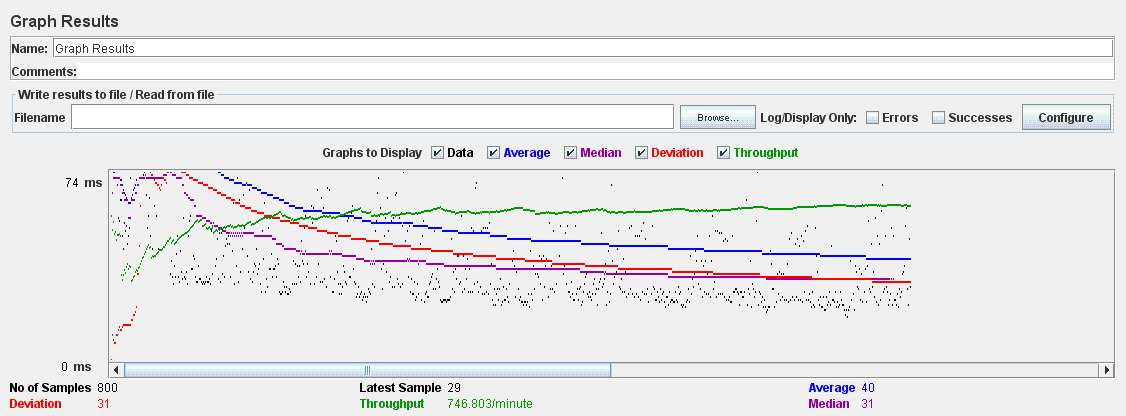 Graph Results
Name: Graph Results
Comments:
Write results to file / Read from file
Filename Browse... Log/Display Only: Errors Successes Configure
Graphs to Display Data Average Median Deviation Throughput
74 ms
0 ms
No of Samples 800 Latest Sample 29 Average 40
Deviation 31 Throughput 746.803/minute Median 31